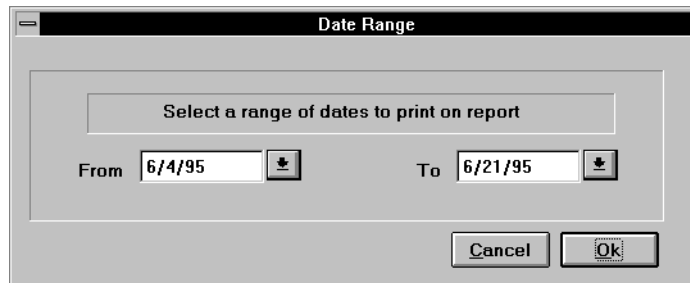 Date Range
Select a range of dates to print on report
From 6/4/95 To 6/21/95
Cancel Ok